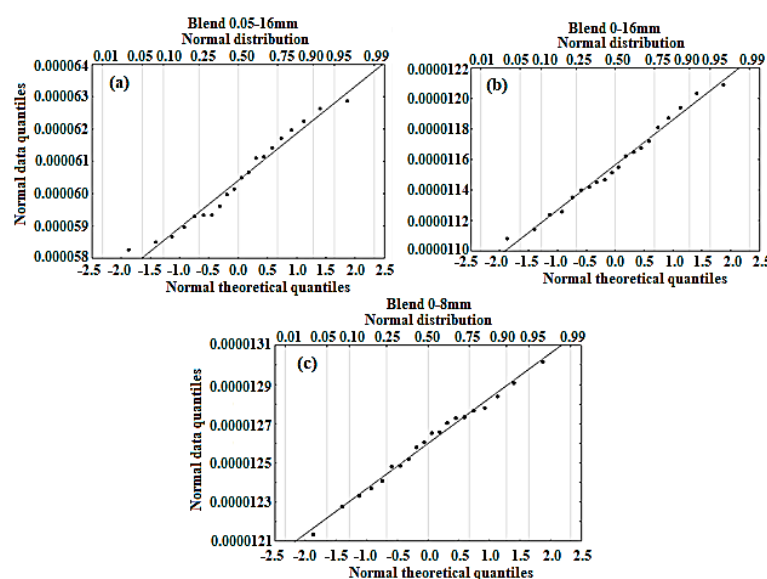 Blend 0.05-16mm
Normal distribution
0.01 0.05 0.10 0.25 0.50 0.75 0.90 0.95 0.99
(a)
Normal data quantiles
0.000064
0.000063
0.000062
0.000061
0.000060
0.000059
0.000058
-2.5 -2.0 -1.5 -1.0 -0.5 0.0 0.5 1.0 1.5 2.0 2.5
Normal theoretical quantiles
Blend 0-16mm
Normal distribution
0.01 0.05 0.10 0.25 0.50 0.75 0.90 0.95 0.99
(b)
0.0000122
0.0000120
0.0000118
0.0000116
0.0000114
0.0000112
0.0000110
-2.5 -2.0 -1.5 -1.0 -0.5 0.0 0.5 1.0 1.5 2.0 2.5
Normal theoretical quantiles
Blend 0-8mm
Normal distribution
0.01 0.05 0.10 0.25 0.50 0.75 0.90 0.95 0.99
(c)
Normal data quantiles
0.0000131
0.0000129
0.0000127
0.0000125
0.0000123
0.0000121
-2.5 -2.0 -1.5 -1.0 -0.5 0.0 0.5 1.0 1.5 2.0 2.5
Normal theoretical quantiles